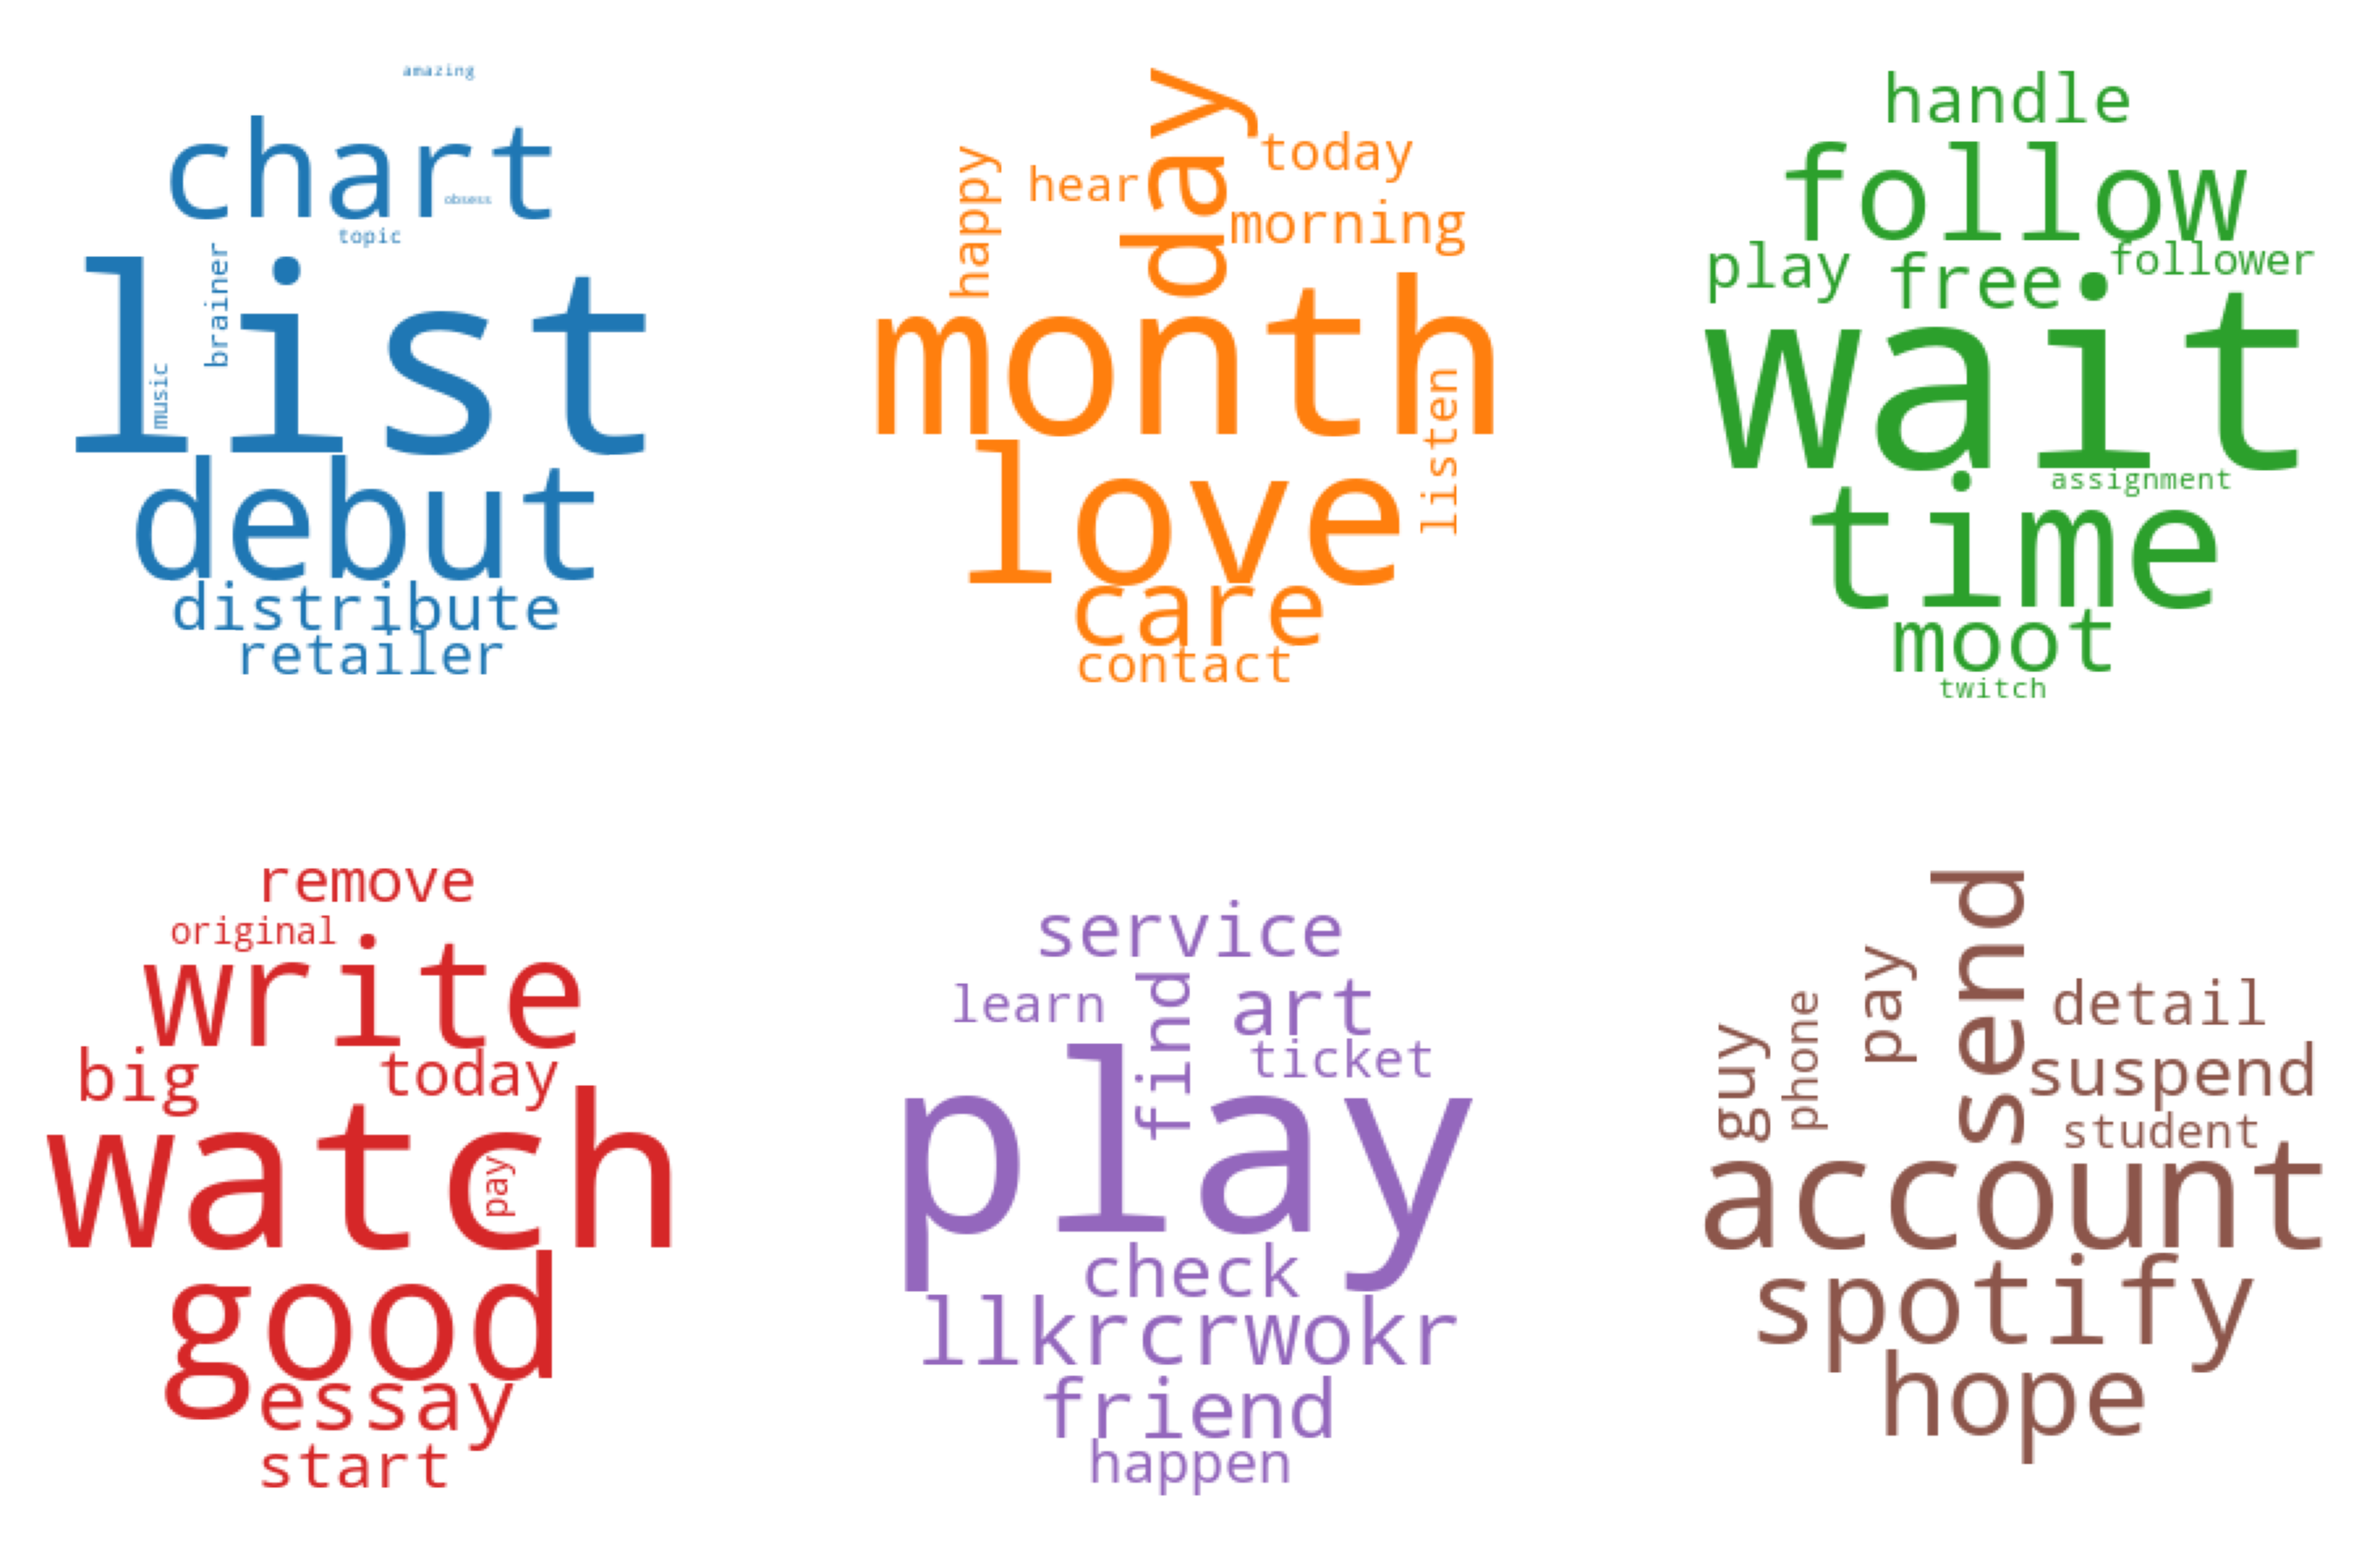 amazing
chart
obsess
topic
brainer
list
music
debut
distribute
retailer
day
today
happy
hear
morning
month
listen
love
care
contact
handle
follow
play
free
follower
wait
assignment
time
moot
twitch
remove
original
write
big
today
watch
pay
good
essay
start
service
find
learn
art
ticket
play
check
llkrcrwokr
friend
happen
send
pay
detail
guy
phone
suspend
student
account
spotify
hope